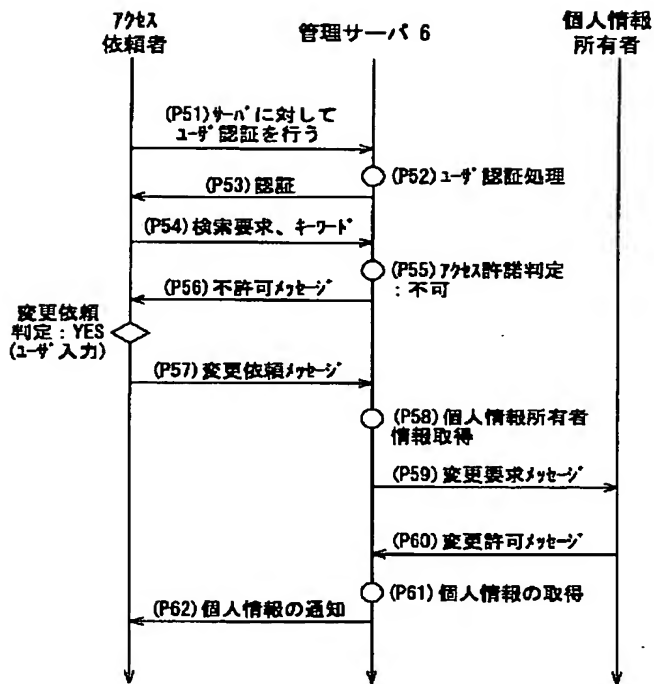 アクセス
依頼者
管理サーバ 6
個人情報
所有者
(P51)サーバに対して
ユーザ認証を行う
(P52)ユーザ認証処理
(P53)認証
(P54)検索要求、キーワード
(P55)アクセス許諾判定
:不可
(P56)不許可メッセージ
変更依頼
判定:YES
(ユーザ入力)
(P57)変更依頼メッセージ
(P58)個人情報所有者
情報取得
(P59)変更要求メッセージ
(P60)変更許可メッセージ
(P61)個人情報の取得
(P62)個人情報の通知